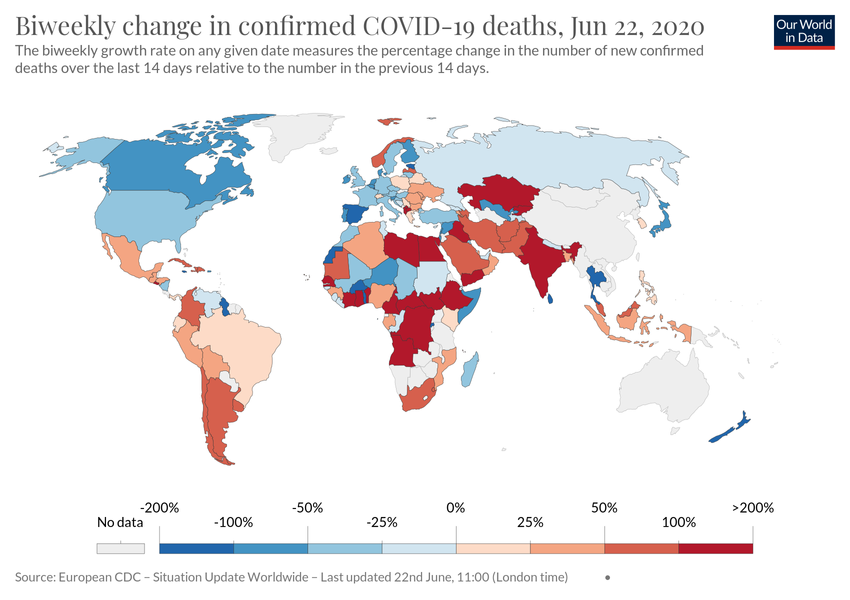 Biweekly change in confirmed COVID-19 deaths, Jun 22, 2020
Our World
in Data
The biweekly growth rate on any given date measures the percentage change in the number of new confirmed
deaths over the last 14 days relative to the number in the previous 14 days.
-200% -50% 0% 50% >200%
No data -100% -25% 25% 100%
Source: European CDC – Situation Update Worldwide – Last updated 22nd June, 11:00 (London time) •